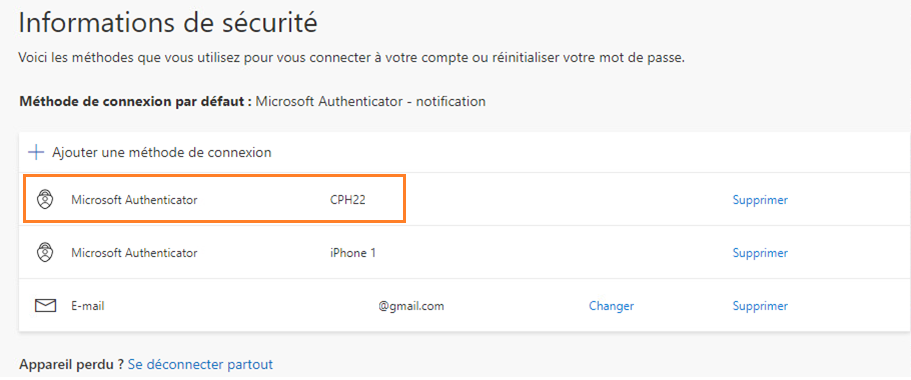 Informations de sécurité
Voici les méthodes que vous utilisez pour vous connecter à votre compte ou réinitialiser votre mot de passe.
Méthode de connexion par défaut : Microsoft Authenticator - notification
Ajouter une méthode de connexion
Microsoft Authenticator CPH22 Supprimer
Microsoft Authenticator iPhone 1 Supprimer
E-mail @gmail.com Changer Supprimer
Appareil perdu ? Se déconnecter partout